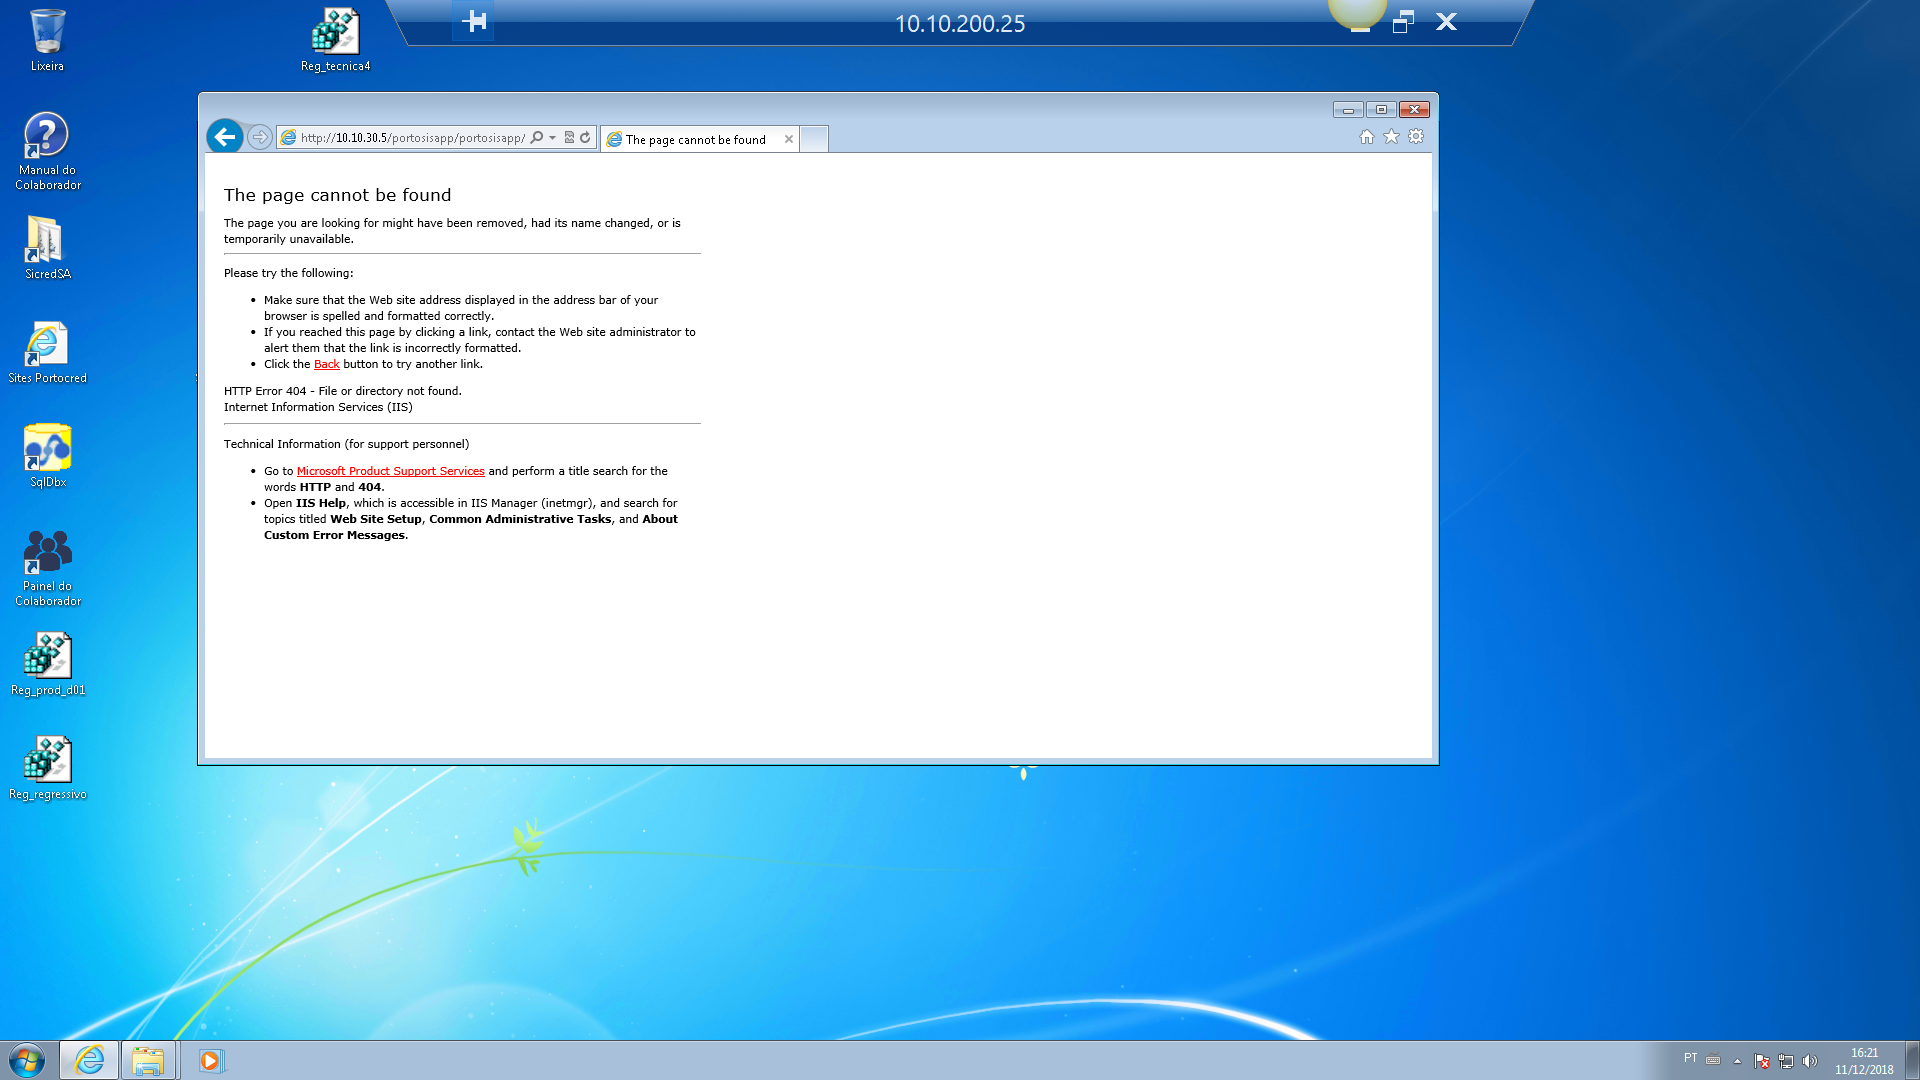 10.10.200.25
Lixeira
Reg_tecnica4
Manual do
Colaborador
SicredSA
Sites Portocred
SqlDbx
Painel do
Colaborador
Reg_prod_d01
Reg_regressivo
http://10.10.30.5/portosisapp/portosisapp/
The page cannot be found
The page cannot be found
The page you are looking for might have been removed, had its name changed, or is
temporarily unavailable.
Please try the following:
• Make sure that the Web site address displayed in the address bar of your
browser is spelled and formatted correctly.
• If you reached this page by clicking a link, contact the Web site administrator to
alert them that the link is incorrectly formatted.
• Click the Back button to try another link.
HTTP Error 404 - File or directory not found.
Internet Information Services (IIS)
Technical Information (for support personnel)
• Go to Microsoft Product Support Services and perform a title search for the
words HTTP and 404.
• Open IIS Help, which is accessible in IIS Manager (inetmgr), and search for
topics titled Web Site Setup, Common Administrative Tasks, and About
Custom Error Messages.
PT
16:21
11/12/2018